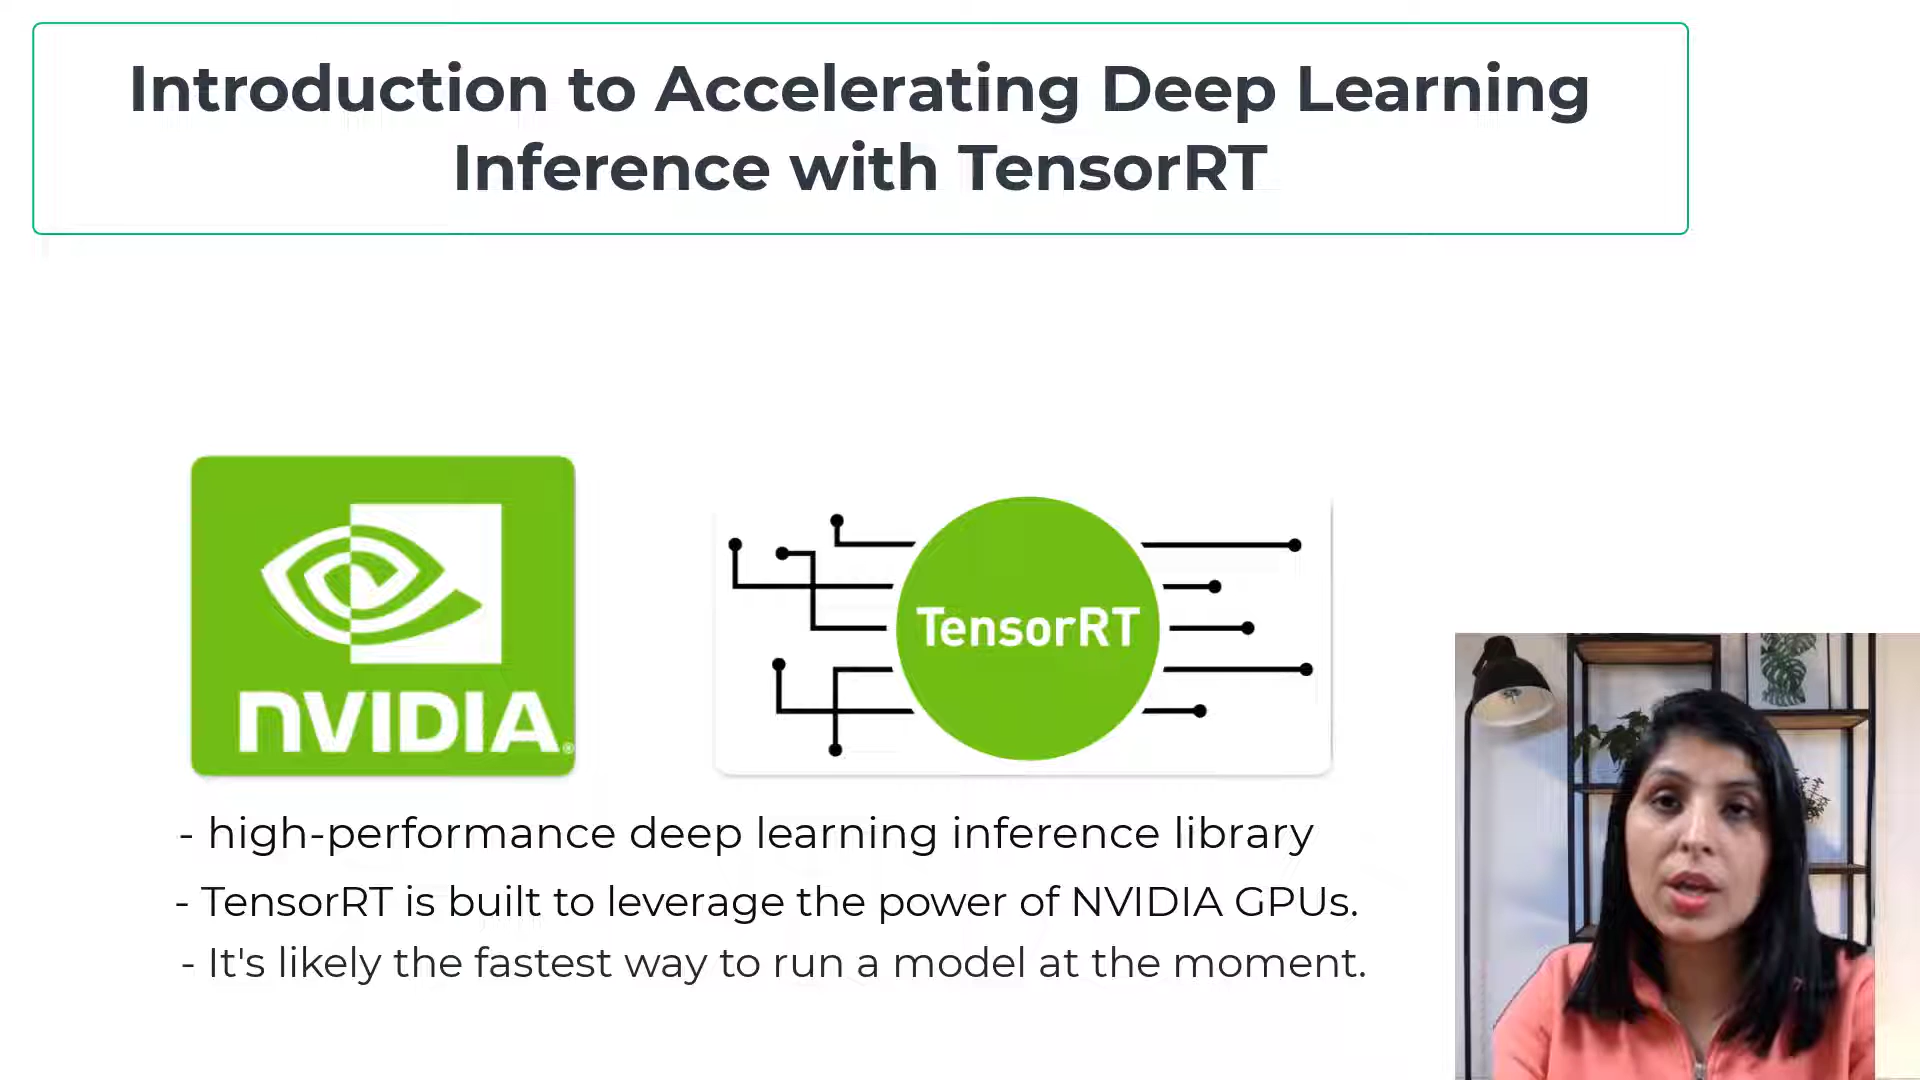 Introduction to Accelerating Deep Learning
Inference with TensorRT
nVIDIA®
TensorRT
- high-performance deep learning inference library
- TensorRT is built to leverage the power of NVIDIA GPUs.
- It's likely the fastest way to run a model at the moment.